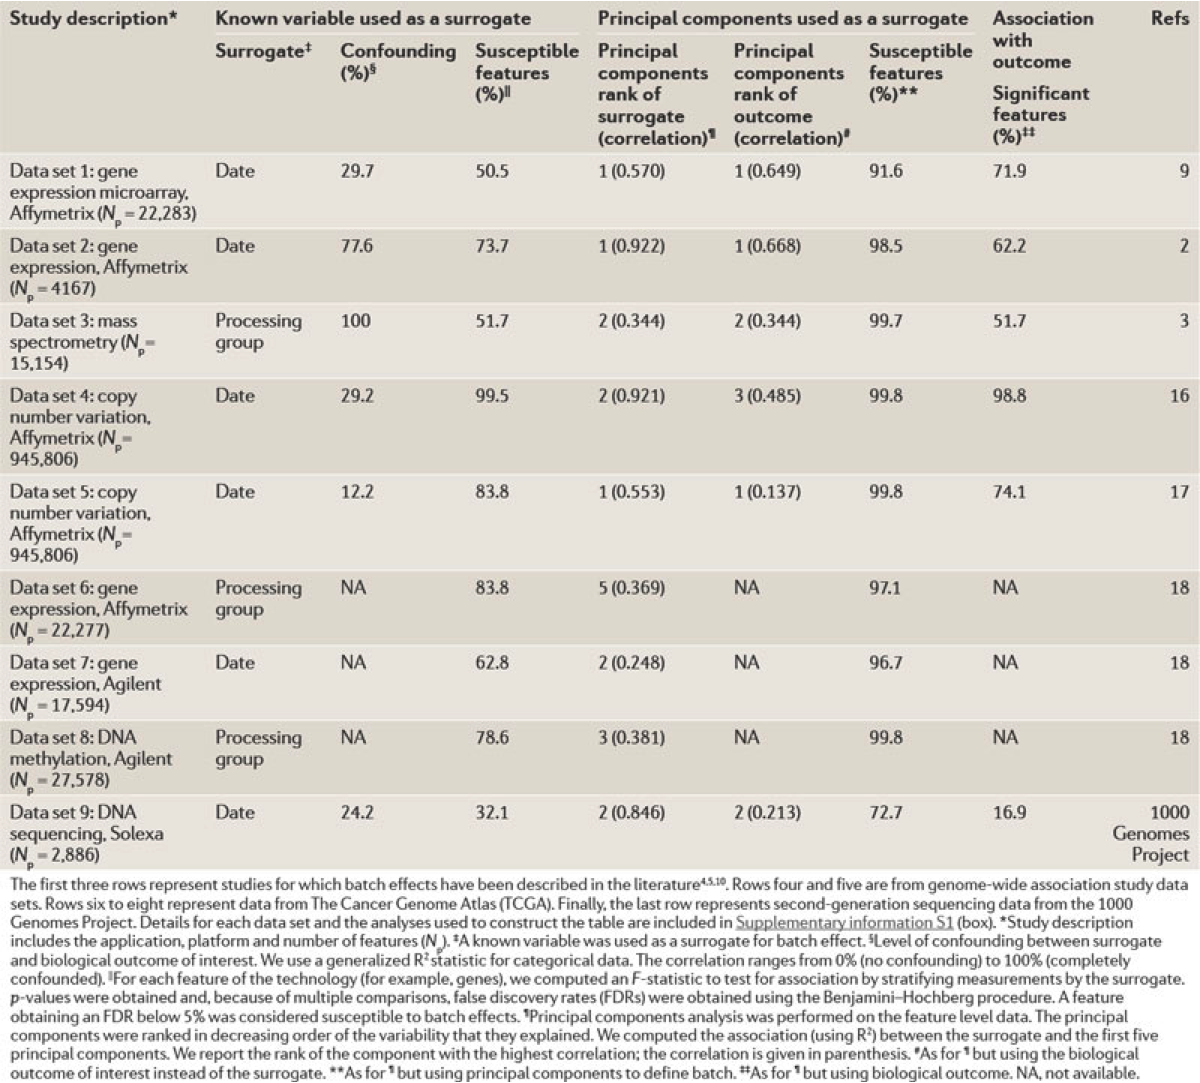 Study description* Known variable used as a surrogate Principal components used as a surrogate Association with outcome Refs
Surrogate‡ Confounding (%)§ Susceptible features (%)|| Principal components rank of surrogate (correlation)¶ Principal components rank of outcome (correlation)# Susceptible features (%)** Significant features (%)‡‡
Data set 1: gene expression microarray, Affymetrix (Np = 22,283) Date 29.7 50.5 1 (0.570) 1 (0.649) 91.6 71.9 9
Data set 2: gene expression, Affymetrix (Np = 4167) Date 77.6 73.7 1 (0.922) 1 (0.668) 98.5 62.2 2
Data set 3: mass spectrometry (Np = 15,154) Processing group 100 51.7 2 (0.344) 2 (0.344) 99.7 51.7 3
Data set 4: copy number variation, Affymetrix (Np = 945,806) Date 29.2 99.5 2 (0.921) 3 (0.485) 99.8 98.8 16
Data set 5: copy number variation, Affymetrix (Np = 945,806) Date 12.2 83.8 1 (0.553) 1 (0.137) 99.8 74.1 17
Data set 6: gene expression, Affymetrix (Np = 22,277) Processing group NA 83.8 5 (0.369) NA 97.1 NA 18
Data set 7: gene expression, Agilent (Np = 17,594) Date NA 62.8 2 (0.248) NA 96.7 NA 18
Data set 8: DNA methylation, Agilent (Np = 27,578) Processing group NA 78.6 3 (0.381) NA 99.8 NA 18
Data set 9: DNA sequencing, Solexa (Np = 2,886) Date 24.2 32.1 2 (0.846) 2 (0.213) 72.7 16.9 1000 Genomes Project
The first three rows represent studies for which batch effects have been described in the literature4,5,10. Rows four and five are from genome-wide association study data
sets. Rows six to eight represent data from The Cancer Genome Atlas (TCGA). Finally, the last row represents second-generation sequencing data from the 1000
Genomes Project. Details for each data set and the analyses used to construct the table are included in Supplementary information S1 (box). *Study description
includes the application, platform and number of features (Np). ‡A known variable was used as a surrogate for batch effect. §Level of confounding between surrogate
and biological outcome of interest. We use a generalized R2 statistic for categorical data. The correlation ranges from 0% (no confounding) to 100% (completely
confounded). ||For each feature of the technology (for example, genes), we computed an F-statistic to test for association by stratifying measurements by the surrogate.
p-values were obtained and, because of multiple comparisons, false discovery rates (FDRs) were obtained using the Benjamini–Hochberg procedure. A feature
obtaining an FDR below 5% was considered susceptible to batch effects. ¶Principal components analysis was performed on the feature level data. The principal
components were ranked in decreasing order of the variability that they explained. We computed the association (using R2) between the surrogate and the first five
principal components. We report the rank of the component with the highest correlation; the correlation is given in parenthesis. #As for ¶ but using the biological
outcome of interest instead of the surrogate. **As for ¶ but using principal components to define batch. ‡‡As for ¶ but using biological outcome. NA, not available.